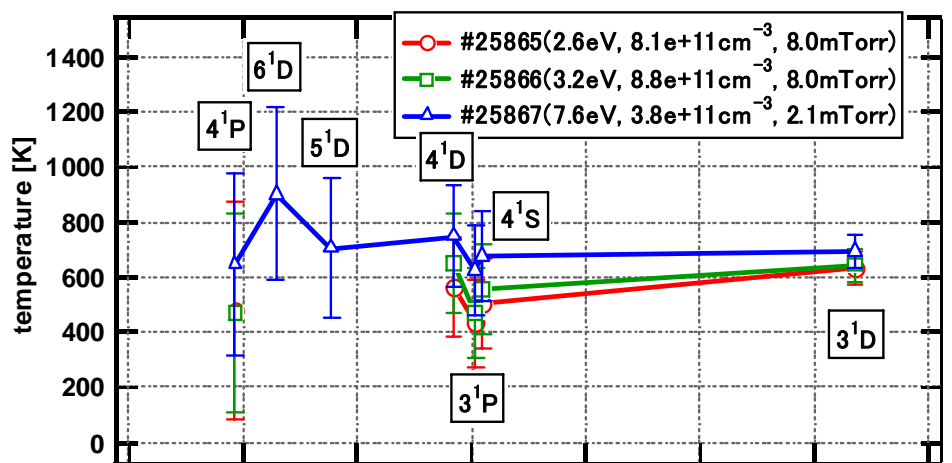 #25865(2.6eV, 8.1e+11cm⁻³, 8.0mTorr)
#25866(3.2eV, 8.8e+11cm⁻³, 8.0mTorr)
#25867(7.6eV, 3.8e+11cm⁻³, 2.1mTorr)
temperature [K]
1400
1200
1000
800
600
400
200
0
4¹P
6¹D
5¹D
4¹D
4¹S
3¹P
3¹D